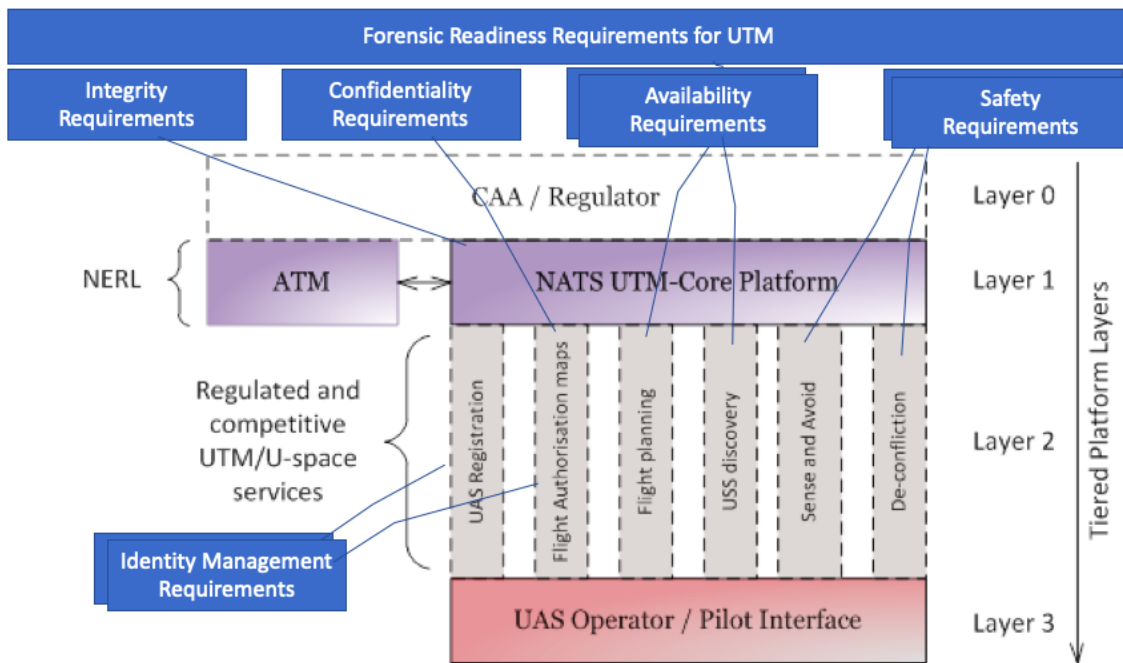 Forensic Readiness Requirements for UTM
Integrity
Requirements
Confidentiality
Requirements
Availability
Requirements
Safety
Requirements
CAA / Regulator
Layer 0
NERL
ATM
NATS UTM-Core Platform
Layer 1
Regulated and
competitive
UTM/U-space
services
UAS Registration
Flight Authorisation maps
Flight planning
USS discovery
Sense and Avoid
De-confliction
Layer 2
Tiered Platform Layers
Identity Management
Requirements
UAS Operator / Pilot Interface
Layer 3